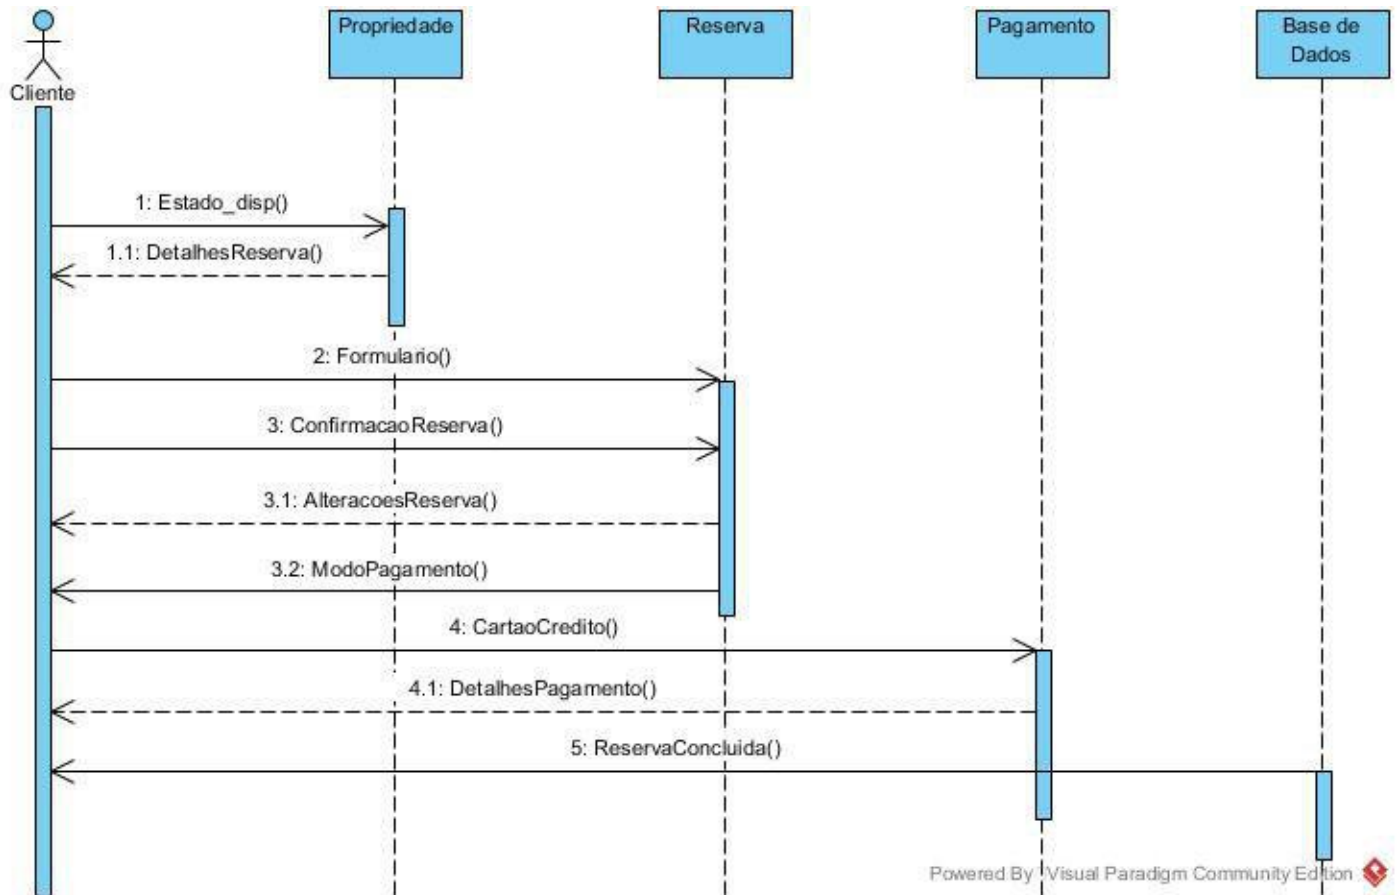 Propriedade
Reserva
Pagamento
Base de
Dados
Cliente
1: Estado_disp()
1.1: DetalhesReserva()
2: Formulario()
3: ConfirmacaoReserva()
3.1: AlteracoesReserva()
3.2: ModoPagamento()
4: CartaoCredito()
4.1: DetalhesPagamento()
5: ReservaConcluida()
Powered By Visual Paradigm Community Edition